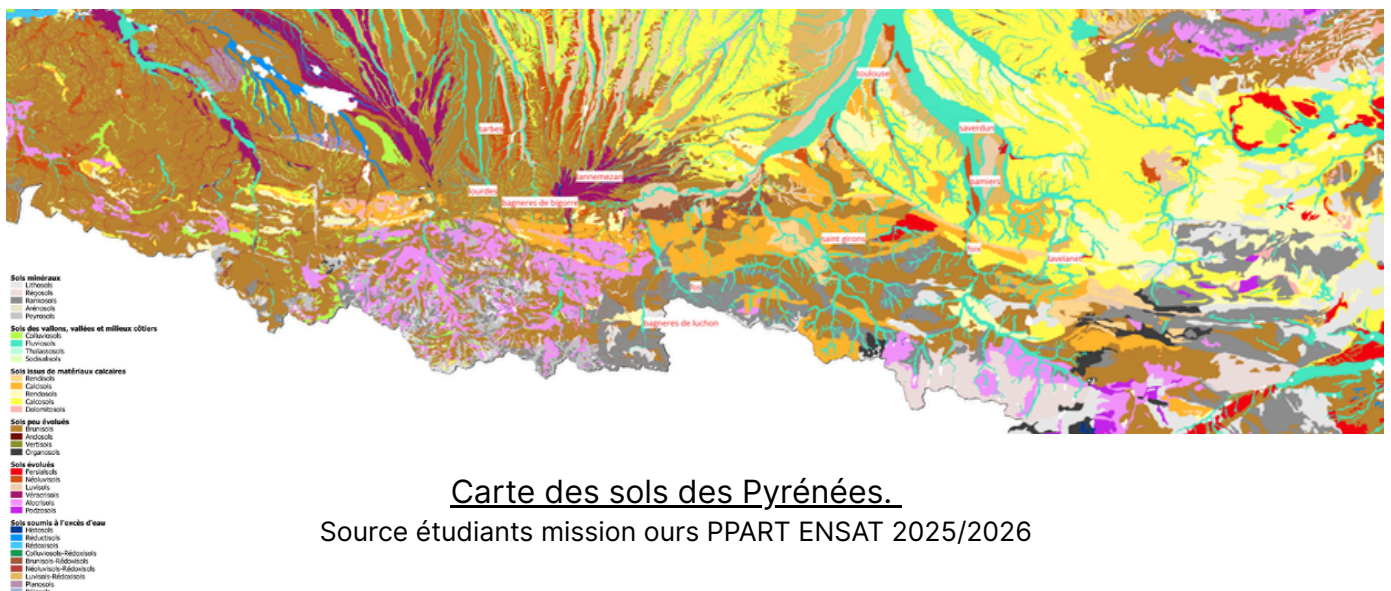 toulouse
saverdun
tarbes
pamiers
lannemezan
lourdes
bagneres de bigorre
saint girons
foix
lavelanet
fos
bagneres de luchon
Sols minéraux
Lithosols
Régosols
Rankosols
Arénosols
Peyrosols
Sols des vallons, vallées et milieux côtiers
Colluviosols
Fluviosols
Thalassosols
Sodisalisols
Sols issus de matériaux calcaires
Rendisols
Calcisols
Rendosols
Calcosols
Dolomitosols
Sols peu évolués
Brunisols
Andosols
Vertisols
Organosols
Sols évolués
Fersialsols
Néoluvisols
Luvisols
Véracrisols
Alocrisols
Podzosols
Sols soumis à l'excès d'eau
Histosols
Réductisols
Rédoxisols
Colluviosols-Rédoxisols
Brunisols-Rédoxisols
Néoluvisols-Rédoxisols
Luvisols-Rédoxisols
Planosols
Carte des sols des Pyrénées.
Source étudiants mission ours PPART ENSAT 2025/2026